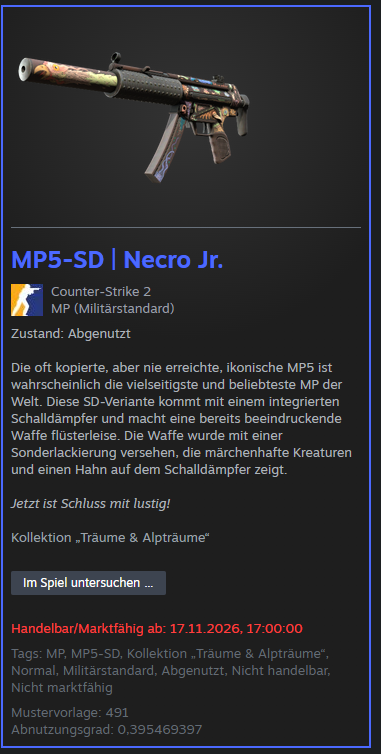 MP5-SD | Necro Jr.
Counter-Strike 2
MP (Militärstandard)
Zustand: Abgenutzt
Die oft kopierte, aber nie erreichte, ikonische MP5 ist
wahrscheinlich die vielseitigste und beliebteste MP der
Welt. Diese SD-Variante kommt mit einem integrierten
Schalldämpfer und macht eine bereits beeindruckende
Waffe flüsterleise. Die Waffe wurde mit einer
Sonderlackierung versehen, die märchenhafte Kreaturen
und einen Hahn auf dem Schalldämpfer zeigt.
Jetzt ist Schluss mit lustig!
Kollektion „Träume & Alpträume“
Im Spiel untersuchen ...
Handelbar/Marktfähig ab: 17.11.2026, 17:00:00
Tags: MP, MP5-SD, Kollektion „Träume & Alpträume“,
Normal, Militärstandard, Abgenutzt, Nicht handelbar,
Nicht marktfähig
Mustervorlage: 491
Abnutzungsgrad: 0,395469397